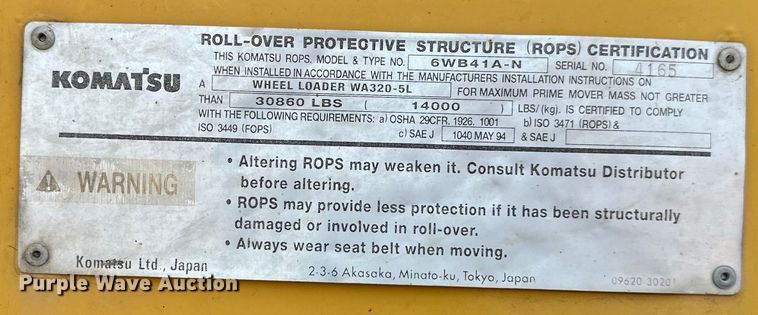 KOMATSU
ROLL-OVER PROTECTIVE STRUCTURE (ROPS) CERTIFICATION
THIS KOMATSU ROPS. MODEL & TYPE NO. 6WB41A-N SERIAL NO. 4165
WHEN INSTALLED IN ACCORDANCE WITH THE MANUFACTURERS INSTALLATION INSTRUCTIONS ON
A WHEEL LOADER WA320-5L FOR MAXIMUM PRIME MOVER MASS NOT GREATER
THAN 30860 LBS ( 14000 ) LBS/(kg). IS CERTIFIED TO COMPLY
WITH THE FOLLOWING REQUIREMENTS: a) OSHA 29CFR. 1926. 1001 b) ISO 3471 (ROPS) &
ISO 3449 (FOPS) c) SAE J 1040 MAY 94 & SAE J
WARNING
• Altering ROPS may weaken it. Consult Komatsu Distributor
before altering.
• ROPS may provide less protection if it has been structurally
damaged or involved in roll-over.
• Always wear seat belt when moving.
Komatsu Ltd., Japan
2-3-6 Akasaka, Minato-ku, Tokyo, Japan
09620 30201
Purple Wave Auction